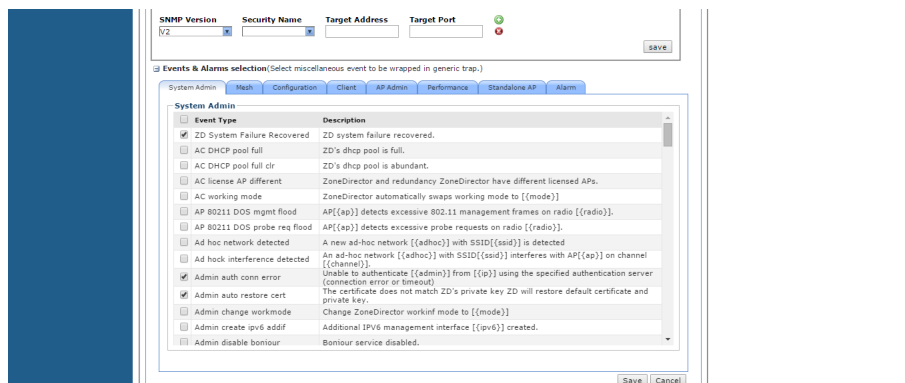 SNMP Version Security Name Target Address Target Port
V2
save
Events & Alarms selection(Select miscellaneous event to be wrapped in generic trap.)
System Admin Mesh Configuration Client AP Admin Performance Standalone AP Alarm
System Admin
Event Type Description
ZD System Failure Recovered ZD system failure recovered.
AC DHCP pool full ZD's dhcp pool is full.
AC DHCP pool full clr ZD's dhcp pool is abundant.
AC license AP different ZoneDirector and redundancy ZoneDirector have different licensed APs.
AC working mode ZoneDirector automatically swaps working mode to [{mode}]
AP 80211 DOS mgmt flood AP[{ap}] detects excessive 802.11 management frames on radio [{radio}].
AP 80211 DOS probe req flood AP[{ap}] detects excessive probe requests on radio [{radio}].
Ad hoc network detected A new ad-hoc network [{adhoc}] with SSID[{ssid}] is detected
Ad hock interference detected An ad-hoc network [{adhoc}] with SSID[{ssid}] interferes with AP[{ap}] on channel
[{channel}].
Admin auth conn error Unable to authenticate [{admin}] from [{ip}] using the specified authentication server
(connection error or timeout)
Admin auto restore cert The certificate does not match ZD's private key ZD will restore default certificate and
private key.
Admin change workmode Change ZoneDirector workinf mode to [{mode}]
Admin create ipv6 addif Additional IPV6 management interface [{ipv6}] created.
Admin disable bonjour Bonjour service disabled.
Save Cancel